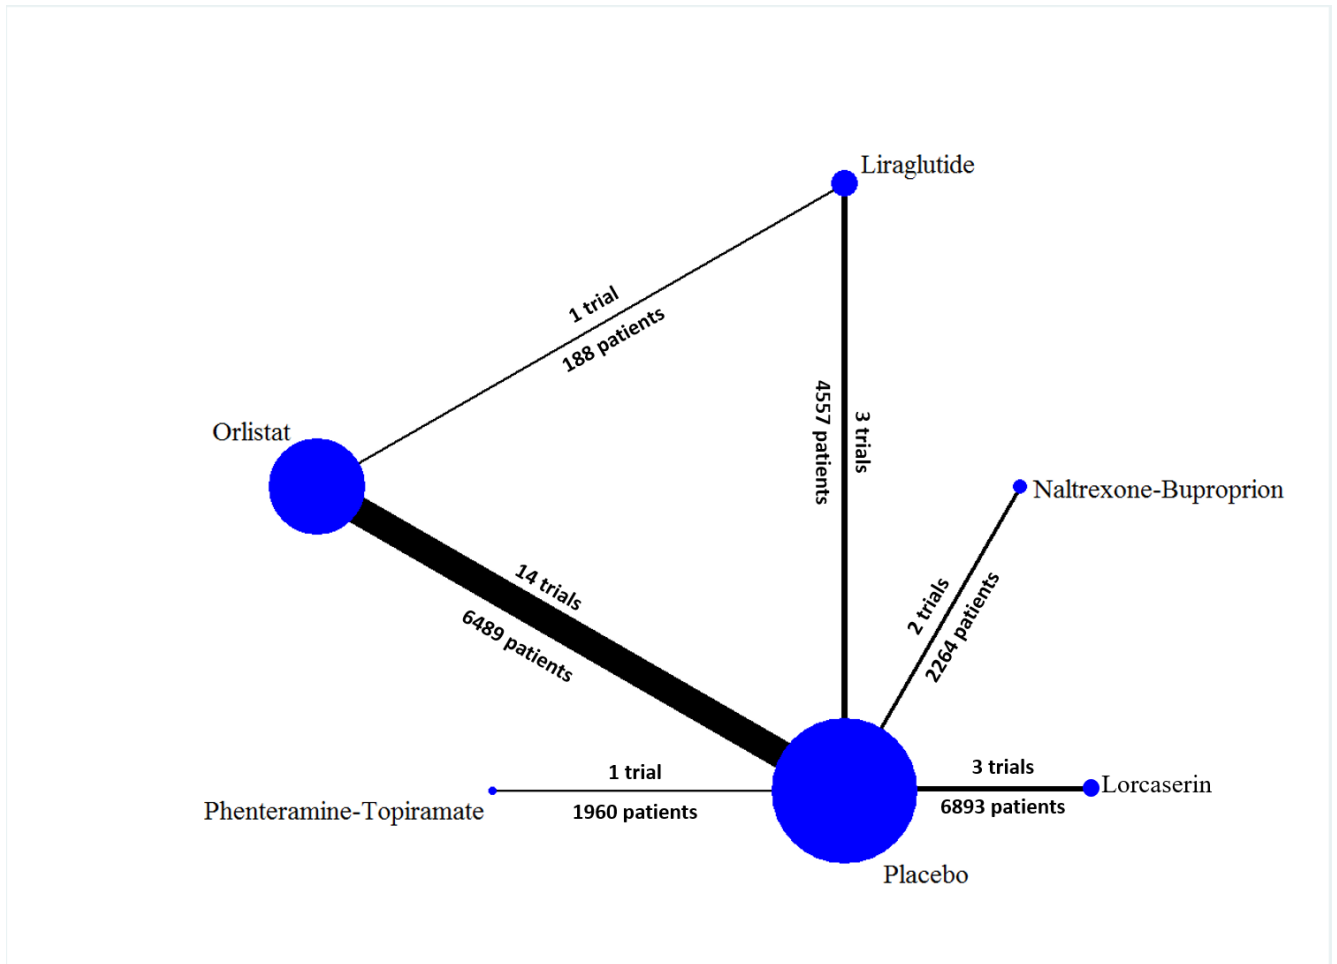 Liraglutide
1 trial
188 patients
Orlistat
4557 patients
3 trials
Naltrexone-Buproprion
14 trials
6489 patients
2 trials
2264 patients
1 trial
1960 patients
Phenteramine-Topiramate
3 trials
6893 patients
Lorcaserin
Placebo